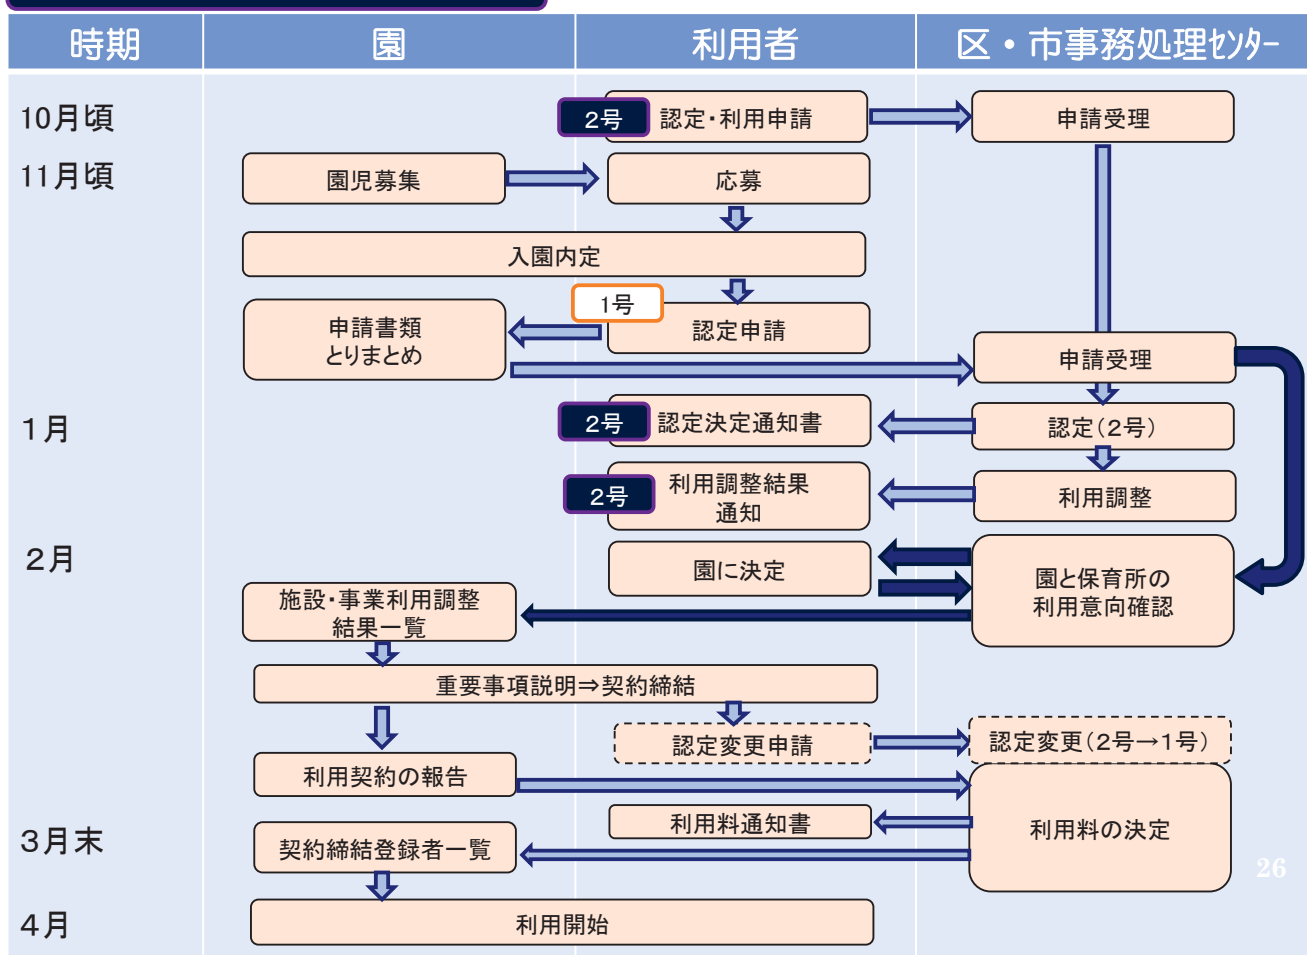 時期
園
利用者
区・市事務処理ｾﾝﾀｰ
10月頃
2号
認定・利用申請
申請受理
11月頃
園児募集
応募
入園内定
1号
認定申請
申請書類
とりまとめ
申請受理
1月
2号
認定決定通知書
認定（2号）
2号
利用調整結果
通知
利用調整
2月
園に決定
園と保育所の
利用意向確認
施設・事業利用調整
結果一覧
重要事項説明⇒契約締結
認定変更申請
認定変更（2号→1号）
利用契約の報告
利用料通知書
利用料の決定
3月末
契約締結登録者一覧
26
4月
利用開始